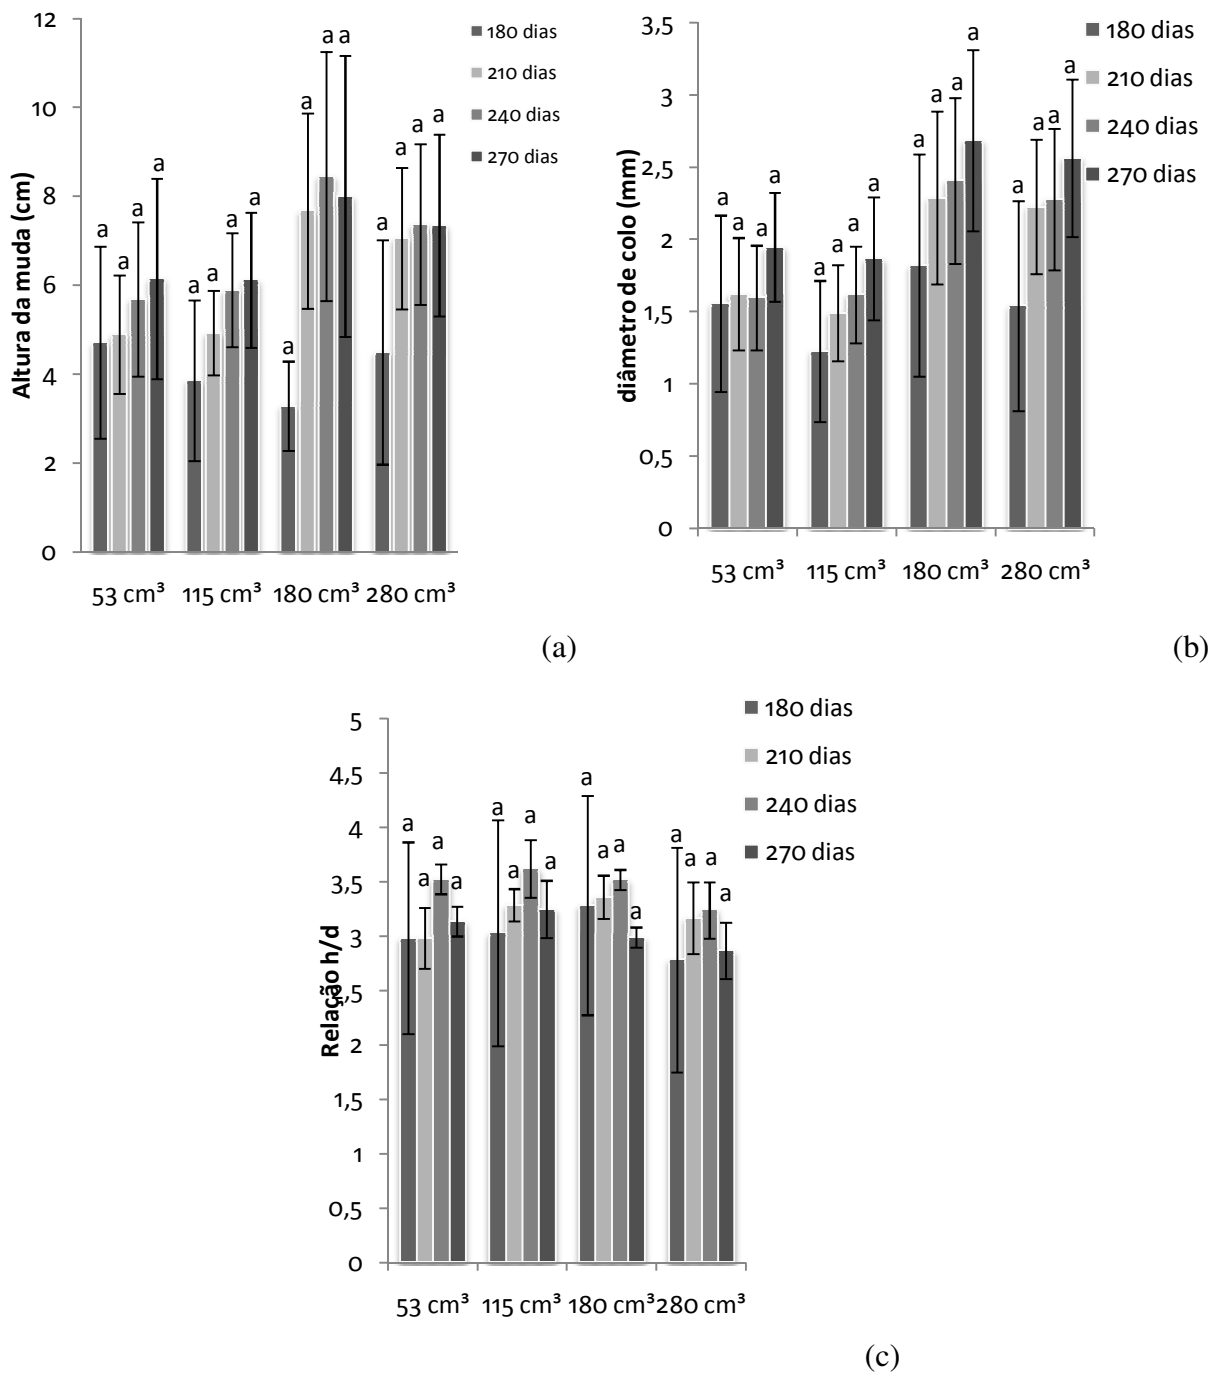 12
10
8
6
4
2
0
Altura da muda (cm)
a a a a a a a a a a a a a a a a
180 dias
210 dias
240 dias
270 dias
53 cm³ 115 cm³ 180 cm³ 280 cm³
(a)
3,5
3
2,5
2
1,5
1
0,5
0
diâmetro de colo (mm)
a a a a a a a a a a a a a a a a
180 dias
210 dias
240 dias
270 dias
53 cm³ 115 cm³ 180 cm³ 280 cm³
(b)
5
4,5
4
3,5
3
2,5
2
1,5
1
0,5
0
Relação h/d
a a a a a a a a a a a a a a a a
180 dias
210 dias
240 dias
270 dias
53 cm³ 115 cm³ 180 cm³ 280 cm³
(c)